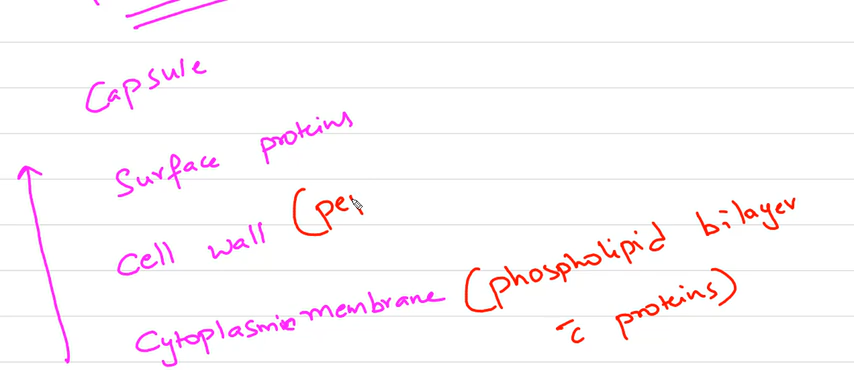 Capsule
Surface proteins
Cell wall (pe
Cytoplasmic membrane (phospholipid bilayer
c̄ proteins)